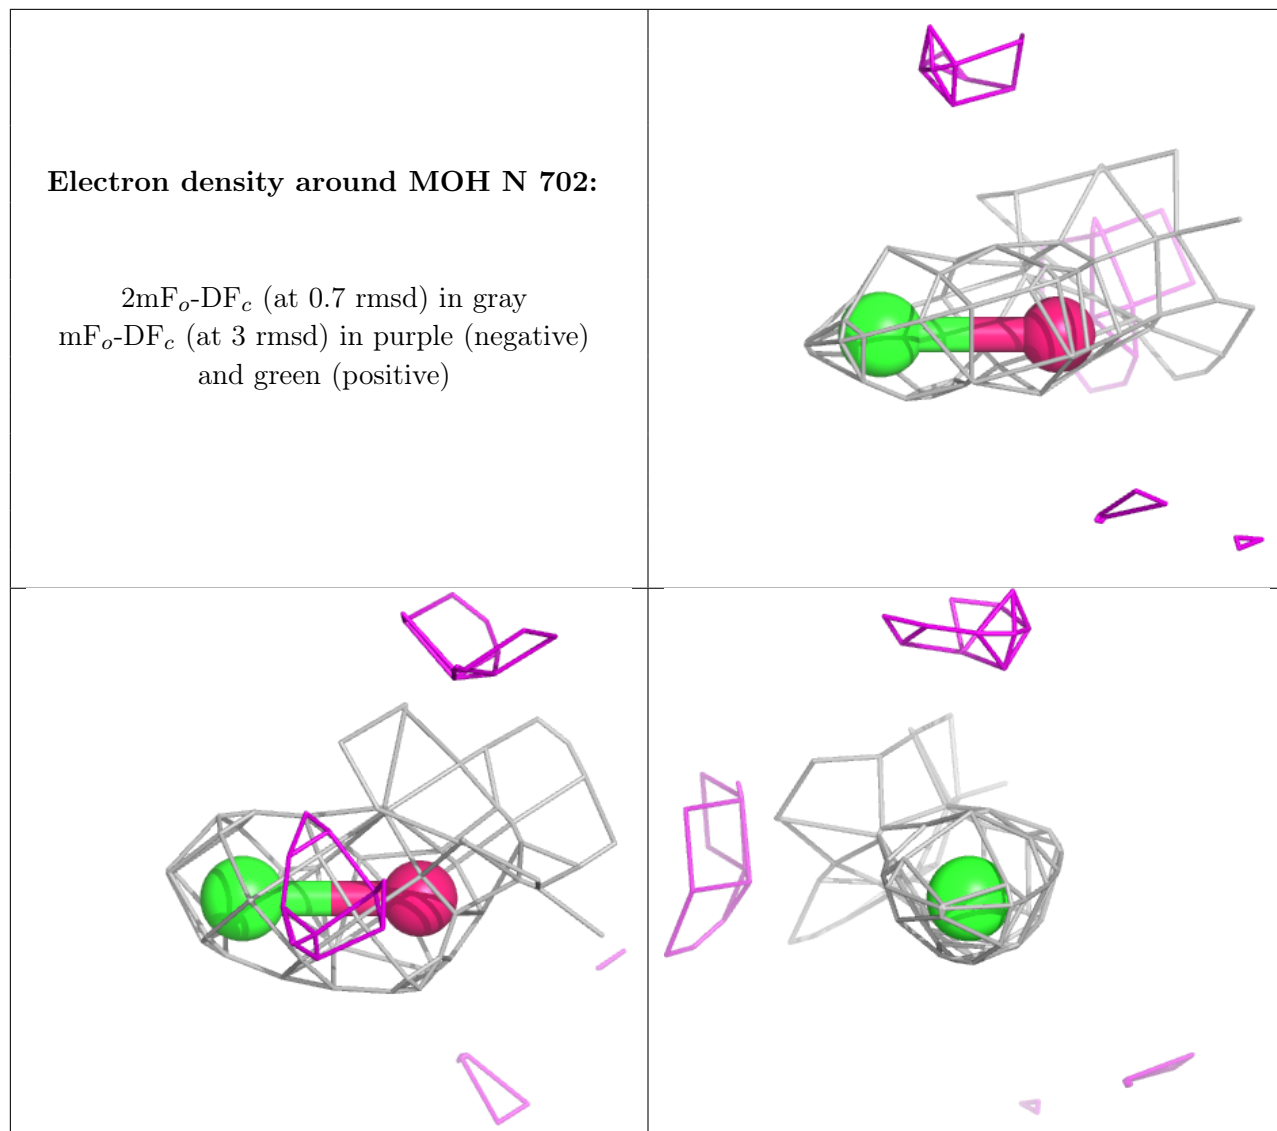 Electron density around MOH N 702:
2mFo-DFc (at 0.7 rmsd) in gray
mFo-DFc (at 3 rmsd) in purple (negative)
and green (positive)